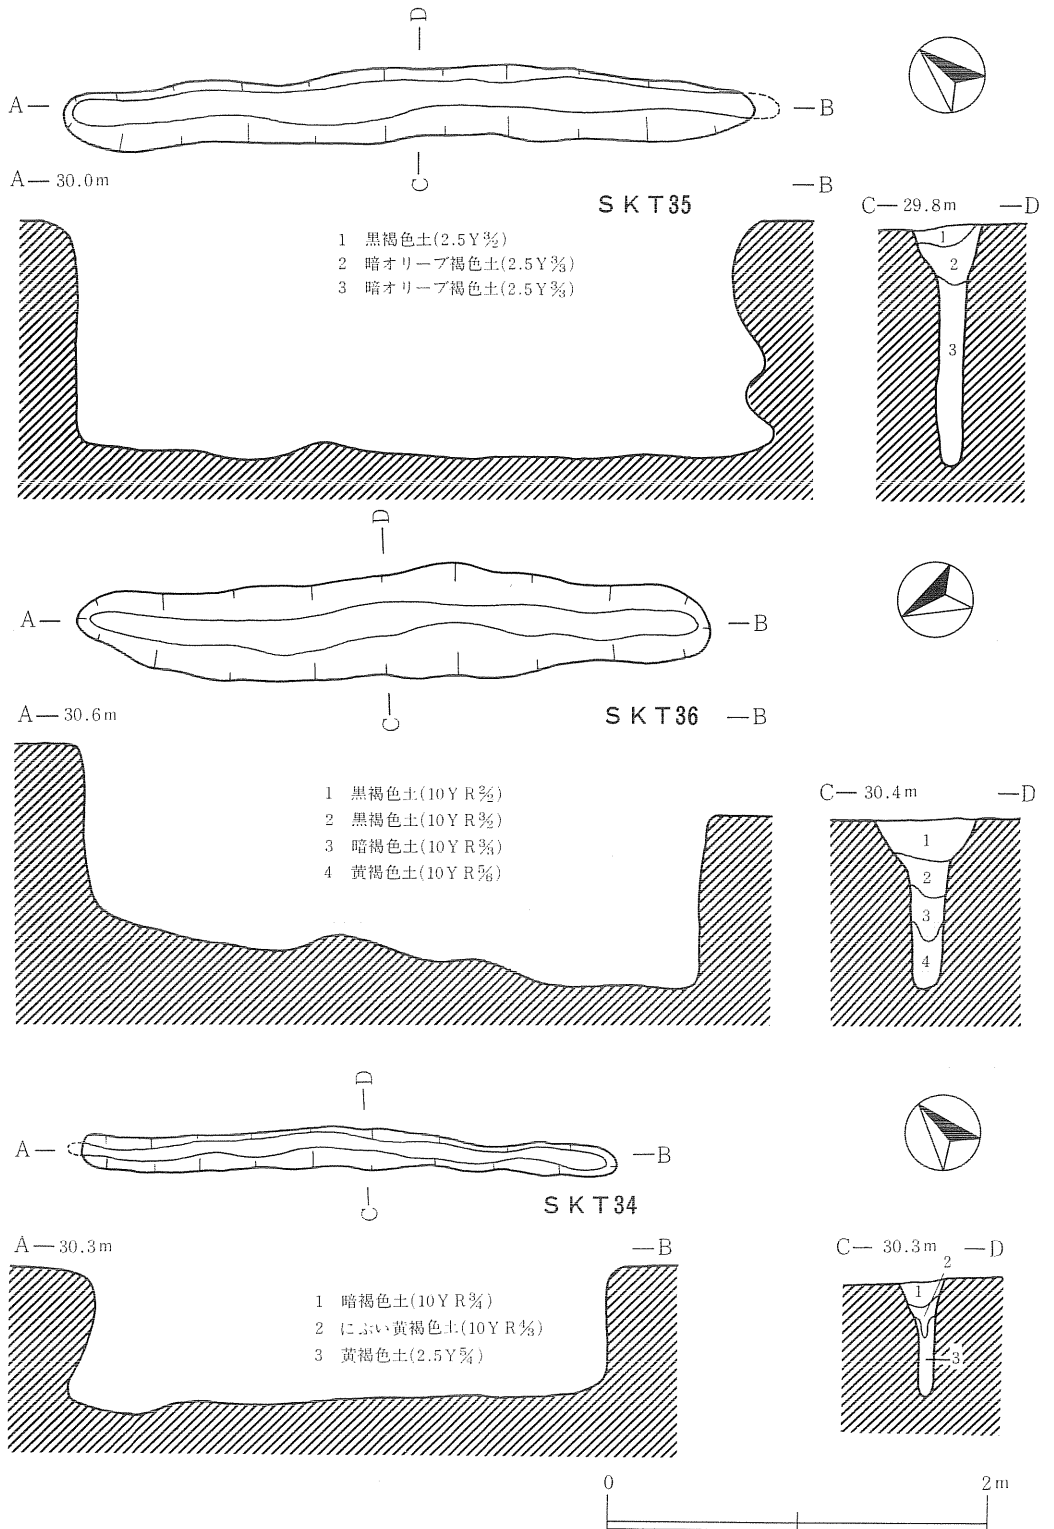 D
A — — B
C
A — 30.0m — B
SKT35
C — 29.8m — D
1 黒褐色土(2.5Y3/2)
2 暗オリーブ褐色土(2.5Y3/3)
3 暗オリーブ褐色土(2.5Y3/3)
1
2
3
D
A — — B
C
A — 30.6m SKT36 — B
C — 30.4m — D
1 黒褐色土(10YR2/2)
2 黒褐色土(10YR3/2)
3 暗褐色土(10YR3/3)
4 黄褐色土(10YR5/6)
1
2
3
4
D
A — — B
C
SKT34
A — 30.3m — B
C — 30.3m — D
1 暗褐色土(10YR3/4)
2 にぶい黄褐色土(10YR4/3)
3 黄褐色土(2.5Y5/4)
2
1
3
0 2m